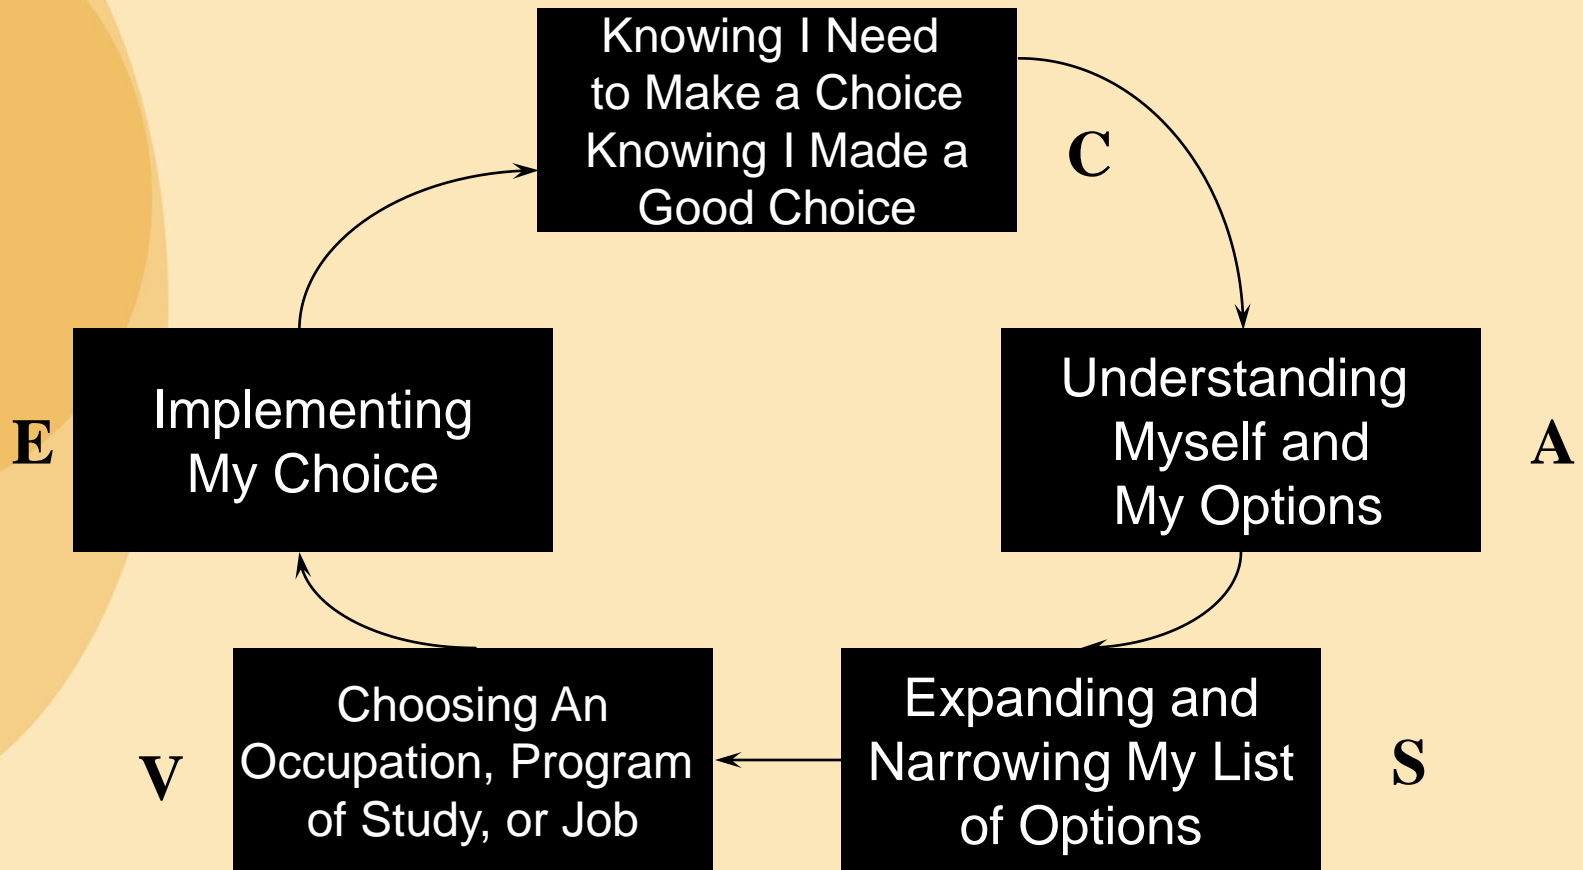 Knowing I Need
to Make a Choice
Knowing I Made a
Good Choice
C
Understanding
Myself and
My Options
A
Expanding and
Narrowing My List
of Options
S
Choosing An
Occupation, Program
of Study, or Job
V
Implementing
My Choice
E